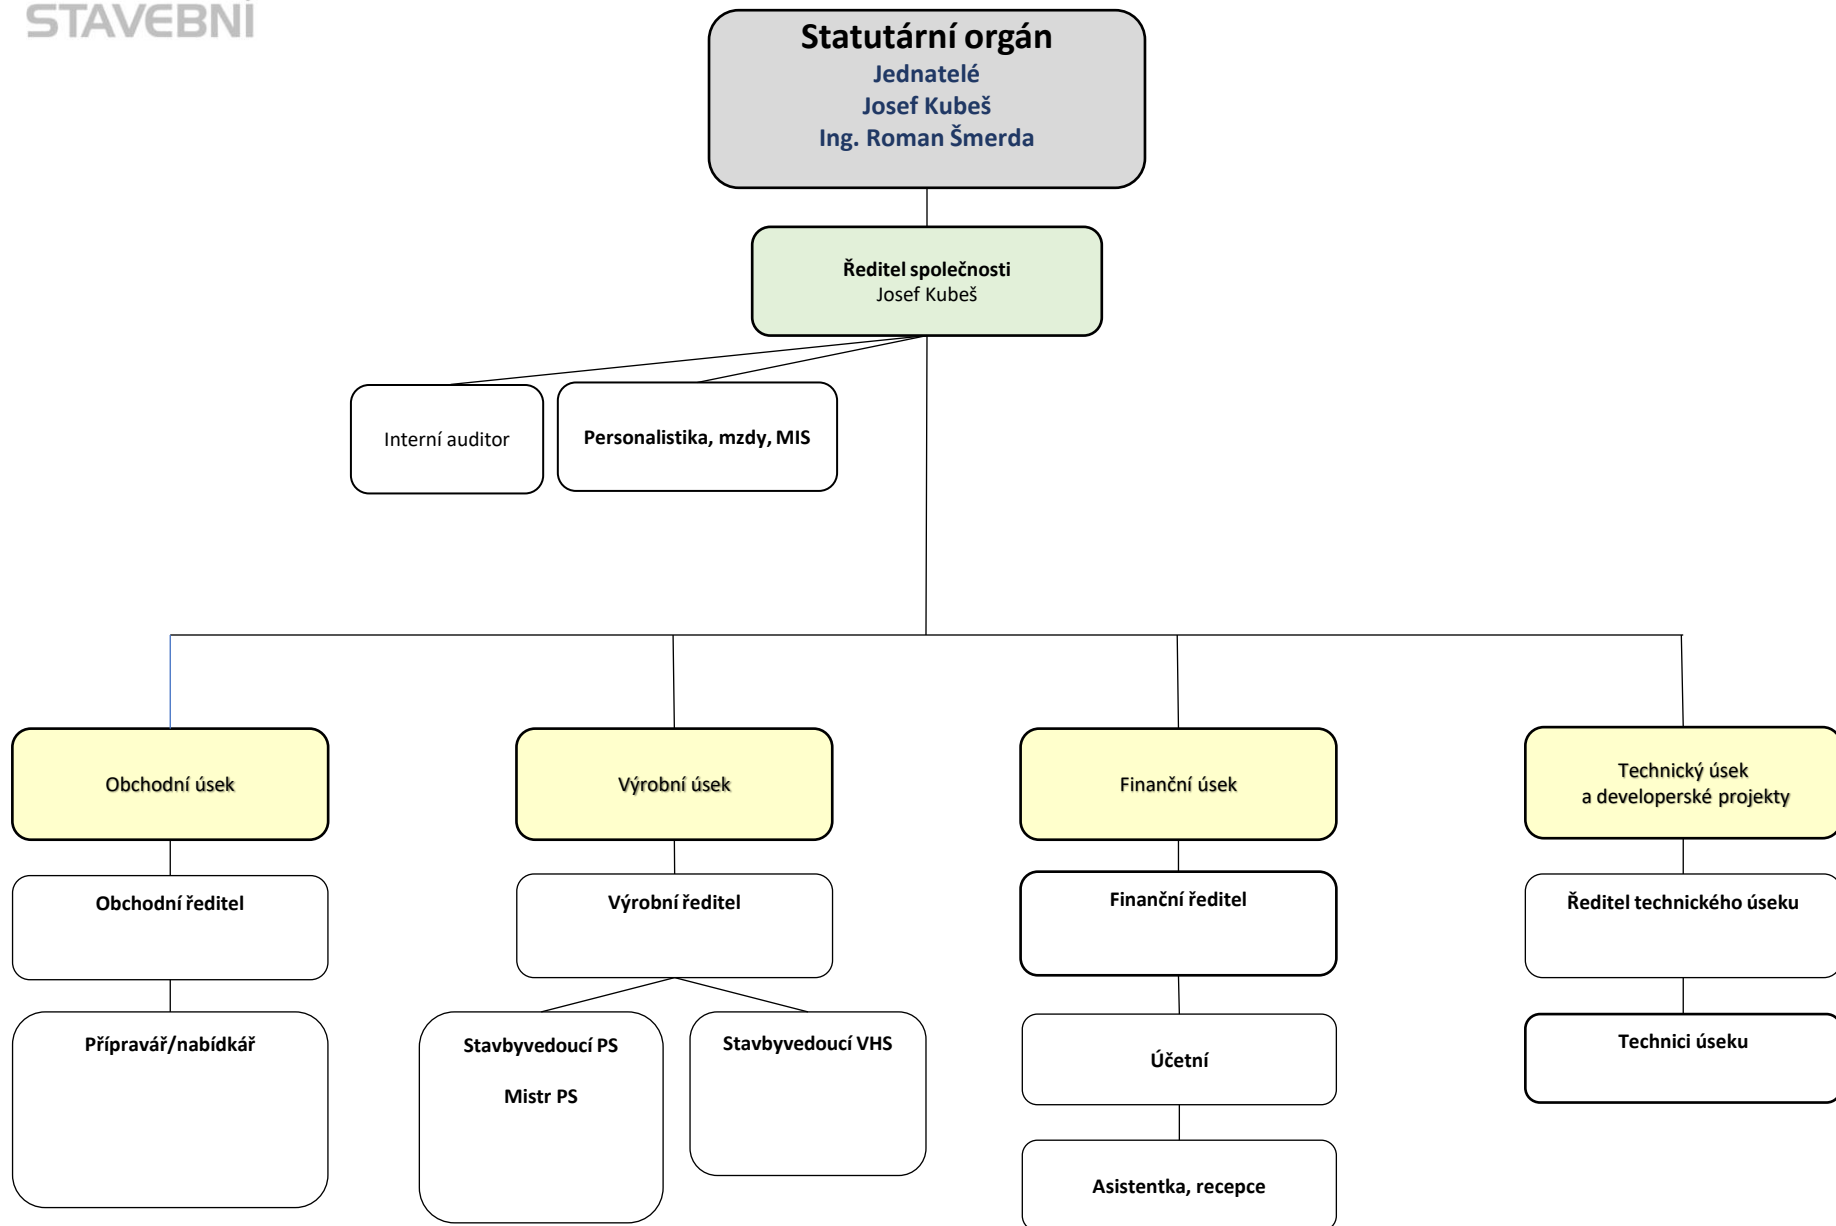 STAVEBNÍ
Statutární orgán
Jednatelé
Josef Kubeš
Ing. Roman Šmerda
Ředitel společnosti
Josef Kubeš
Interní auditor
Personalistika, mzdy, MIS
Obchodní úsek
Výrobní úsek
Finanční úsek
Technický úsek
a developerské projekty
Obchodní ředitel
Výrobní ředitel
Finanční ředitel
Ředitel technického úseku
Přípravář/nabídkář
Stavbyvedoucí PS
Mistr PS
Stavbyvedoucí VHS
Účetní
Technici úseku
Asistentka, recepce